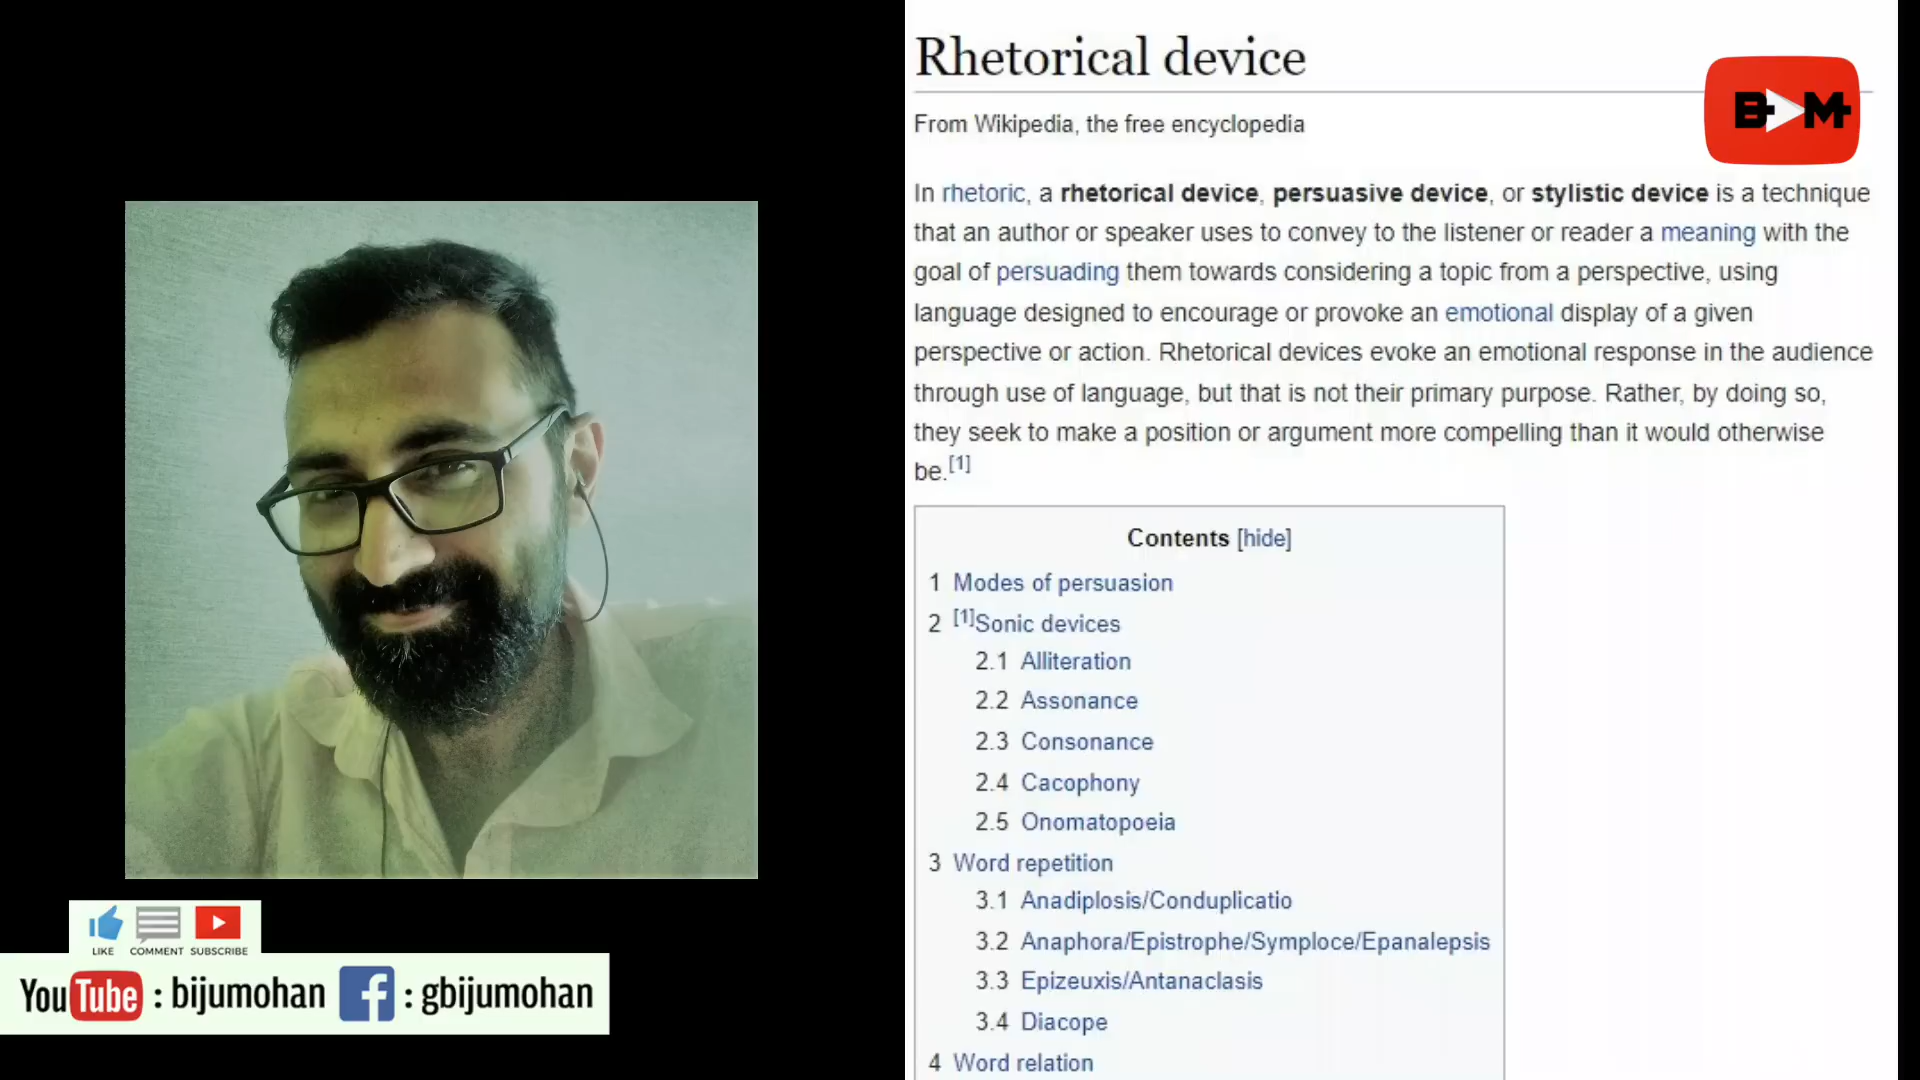 Rhetorical device
B M
From Wikipedia, the free encyclopedia
In rhetoric, a rhetorical device, persuasive device, or stylistic device is a technique
that an author or speaker uses to convey to the listener or reader a meaning with the
goal of persuading them towards considering a topic from a perspective, using
language designed to encourage or provoke an emotional display of a given
perspective or action. Rhetorical devices evoke an emotional response in the audience
through use of language, but that is not their primary purpose. Rather, by doing so,
they seek to make a position or argument more compelling than it would otherwise
be.[1]
Contents [hide]
1 Modes of persuasion
2 [1]Sonic devices
2.1 Alliteration
2.2 Assonance
2.3 Consonance
2.4 Cacophony
2.5 Onomatopoeia
3 Word repetition
3.1 Anadiplosis/Conduplicatio
3.2 Anaphora/Epistrophe/Symploce/Epanalepsis
3.3 Epizeuxis/Antanaclasis
3.4 Diacope
4 Word relation
LIKE COMMENT SUBSCRIBE
YouTube : bijumohan f : gbijumohan